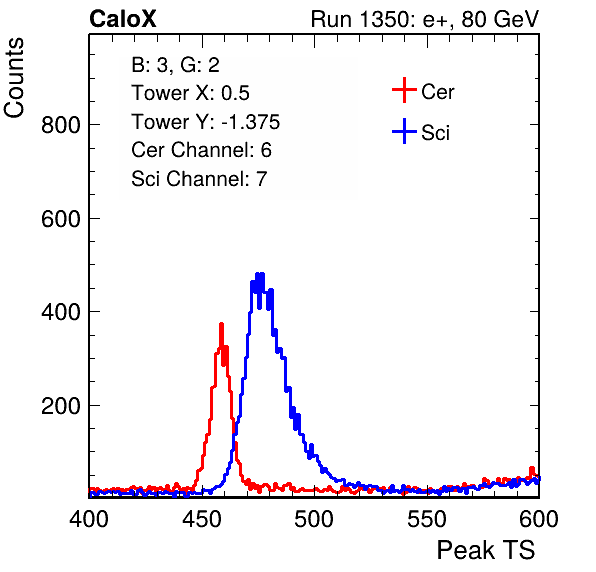 CaloX Run 1350: e+, 80 GeV
Counts
B: 3, G: 2
Tower X: 0.5
Tower Y: -1.375
Cer Channel: 6
Sci Channel: 7
Cer
Sci
800
600
400
200
400 450 500 550 600
Peak TS